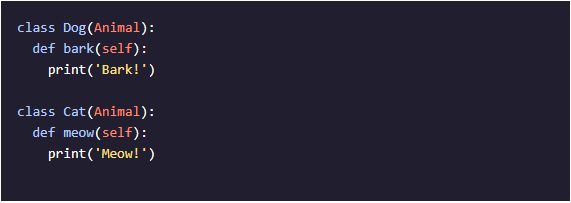 class Dog(Animal):
  def bark(self):
    print('Bark!')

class Cat(Animal):
  def meow(self):
    print('Meow!')